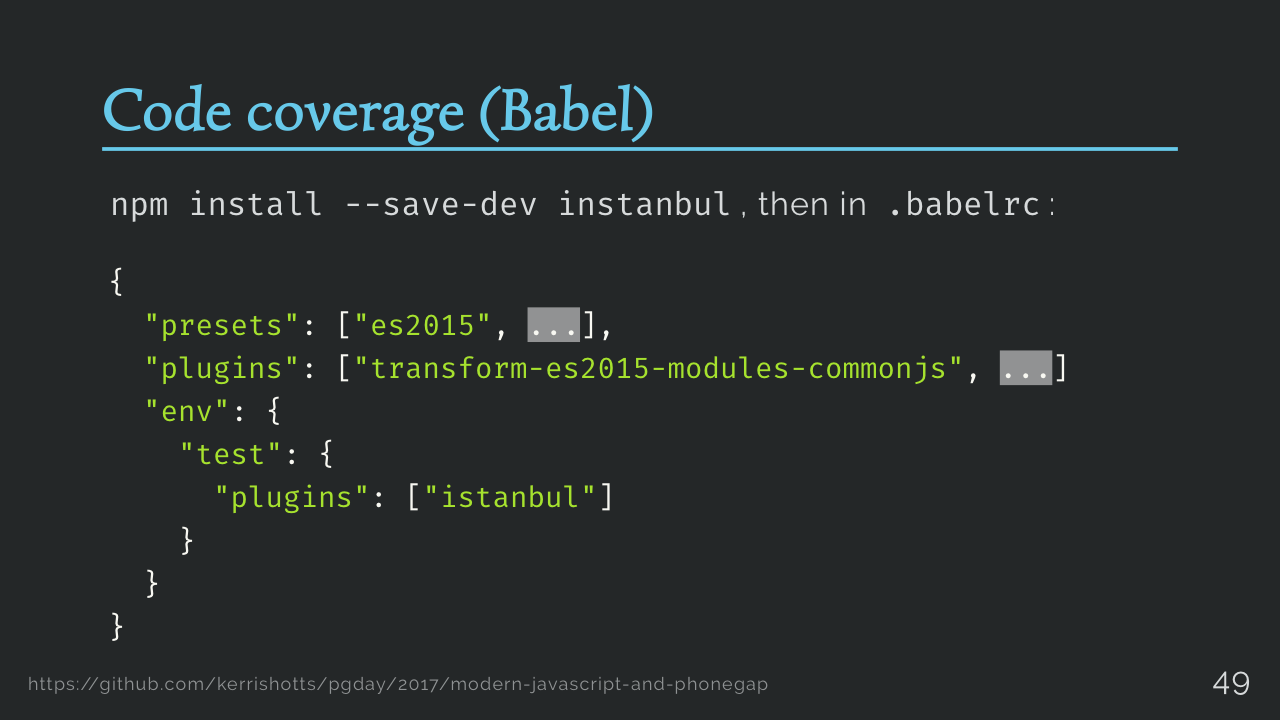 Code coverage (Babel)
npm install --save-dev instanbul, then in .babelrc:
{
  "presets": ["es2015", ...],
  "plugins": ["transform-es2015-modules-commonjs", ...]
  "env": {
    "test": {
      "plugins": ["istanbul"]
    }
  }
}
https://github.com/kerrishotts/pgday/2017/modern-javascript-and-phonegap
49